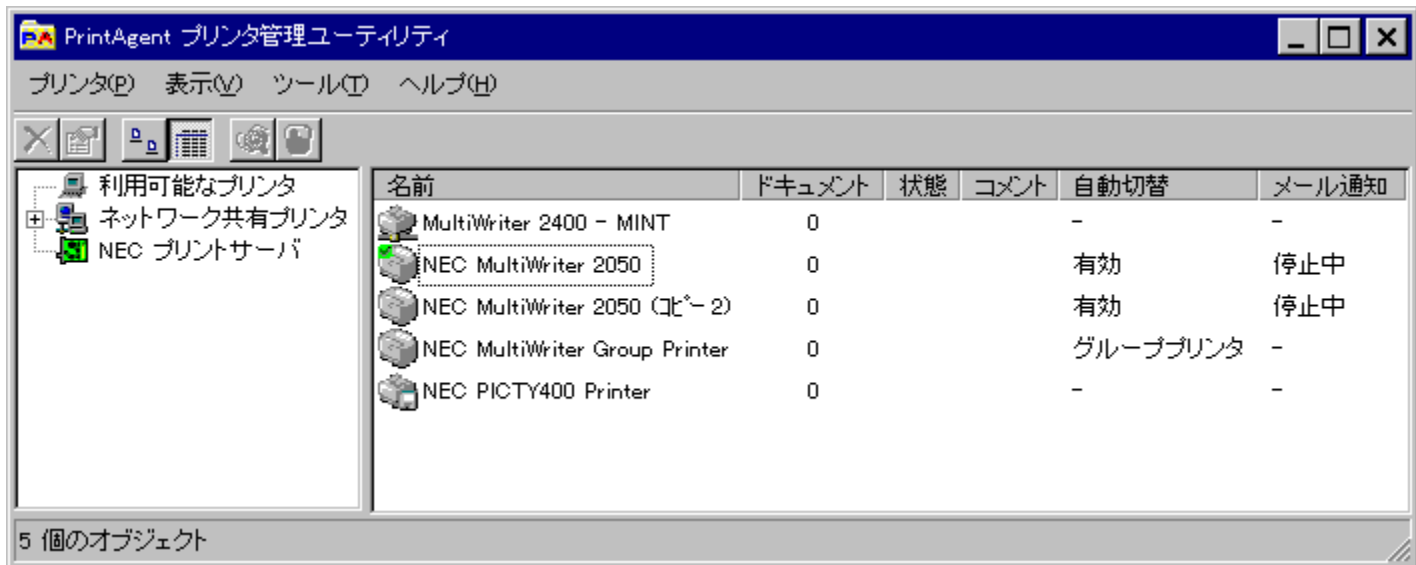 PrintAgent プリンタ管理ユーティリティ
プリンタ(P) 表示(V) ツール(T) ヘルプ(H)
利用可能なプリンタ
ネットワーク共有プリンタ
NEC プリントサーバ
名前 ドキュメント 状態 コメント 自動切替 メール通知
MultiWriter 2400 - MINT 0 - -
NEC MultiWriter 2050 0 有効 停止中
NEC MultiWriter 2050 (ｺﾋﾟｰ 2) 0 有効 停止中
NEC MultiWriter Group Printer 0 グループプリンタ -
NEC PICTY400 Printer 0 - -
5 個のオブジェクト